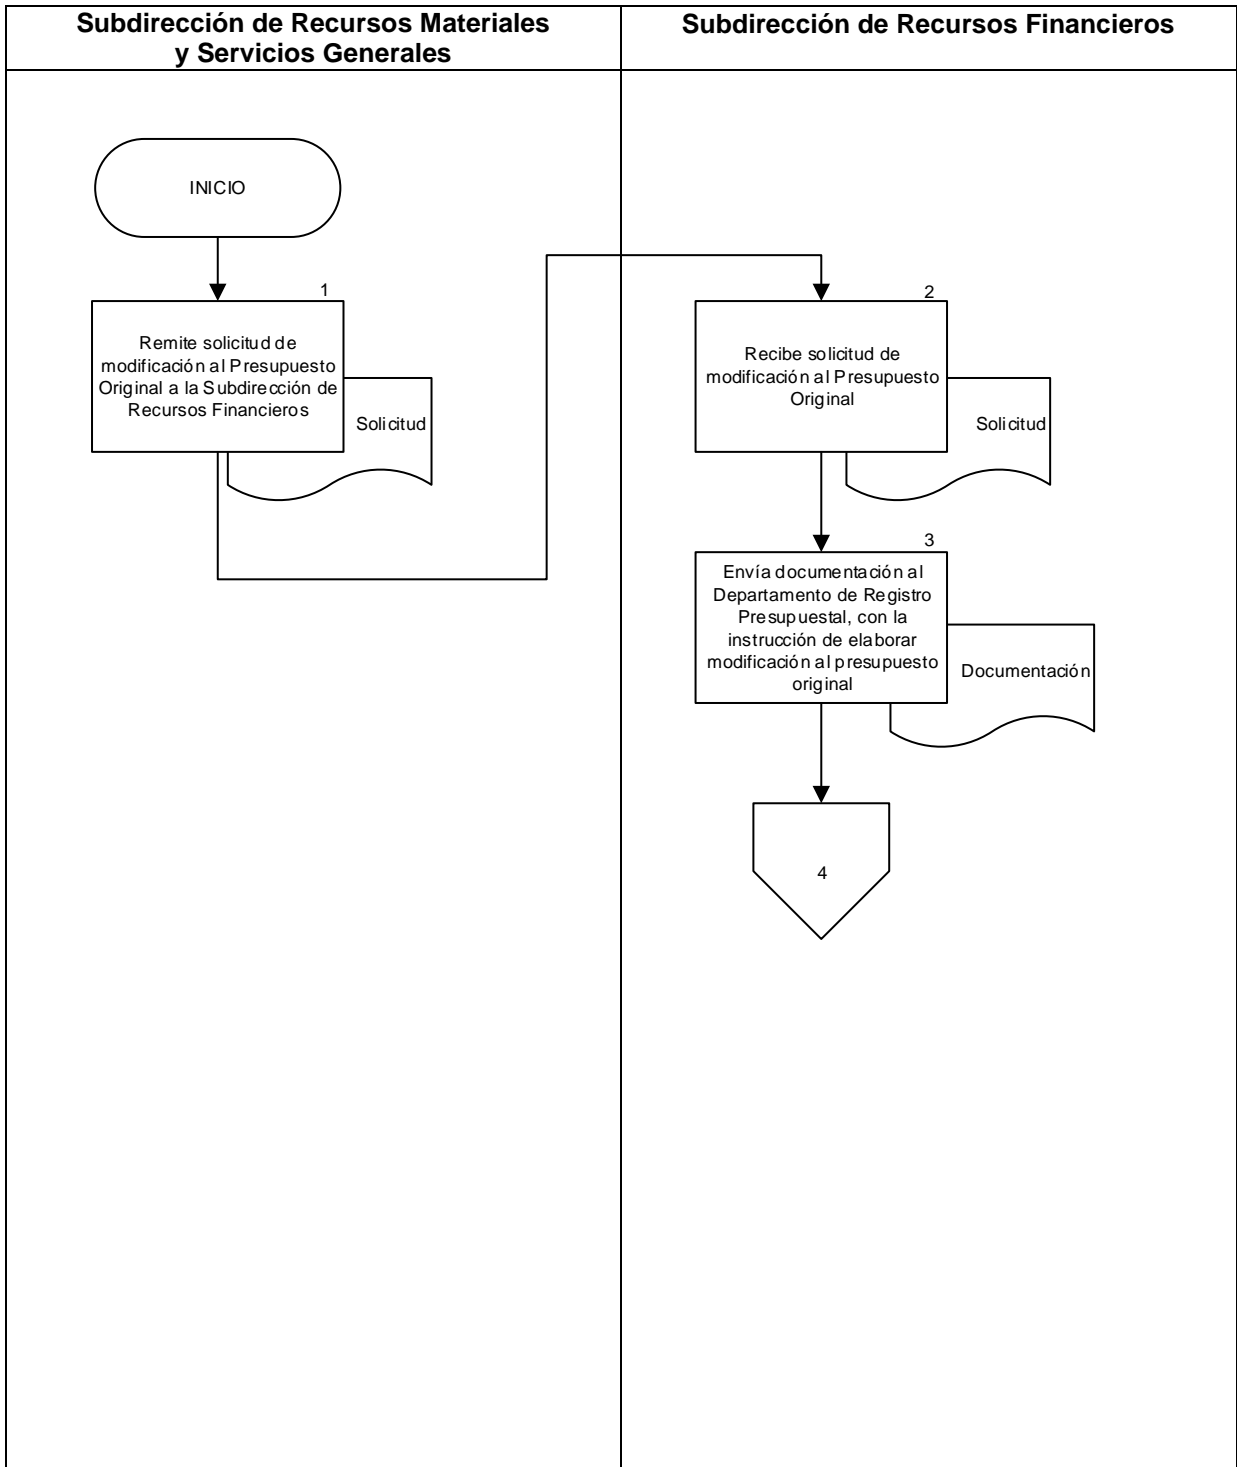 Subdirección de Recursos Materiales
y Servicios Generales
Subdirección de Recursos Financieros
INICIO
1
Remite solicitud de
modificación al Presupuesto
Original a la Subdirección de
Recursos Financieros
Solicitud
2
Recibe solicitud de
modificación al Presupuesto
Original
Solicitud
3
Envía documentación al
Departamento de Registro
Presupuestal, con la
instrucción de elaborar
modificación al presupuesto
original
Documentación
4